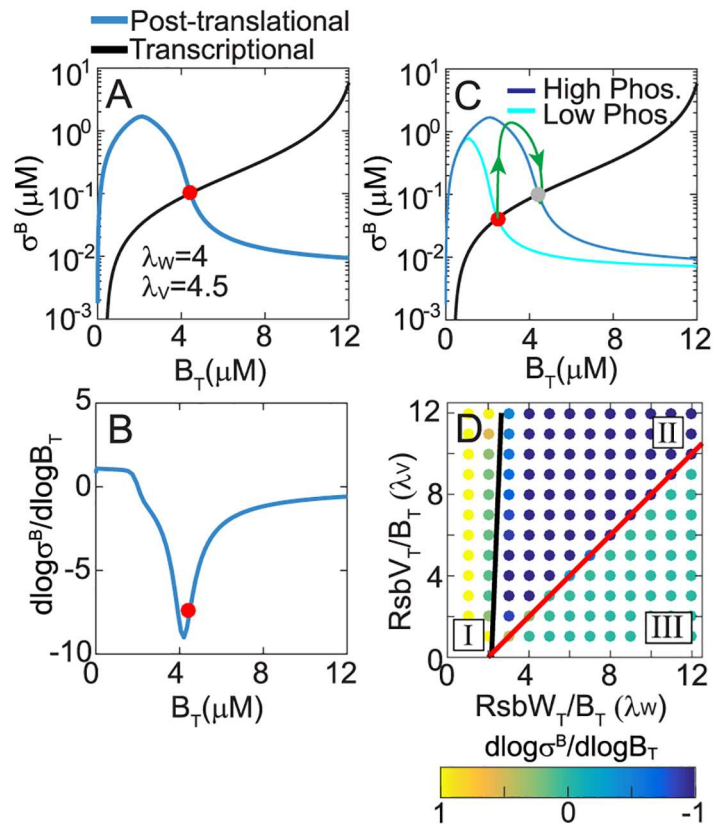 Post-translational
Transcriptional
A
10^1
10^0
10^-1
10^-2
10^-3
σ^B(μM)
λ_W=4
λ_V=4.5
0 4 8 12
B_T(μM)
C
High Phos.
Low Phos.
10^1
10^0
10^-1
10^-2
10^-3
σ^B(μM)
0 4 8 12
B_T(μM)
B
5
0
-5
-10
dlogσ^B/dlogB_T
0 4 8 12
B_T(μM)
D
12
8
4
0
RsbV_T/B_T (λ_V)
I
II
III
0 4 8 12
RsbW_T/B_T (λ_W)
dlogσ^B/dlogB_T
1 0 -1